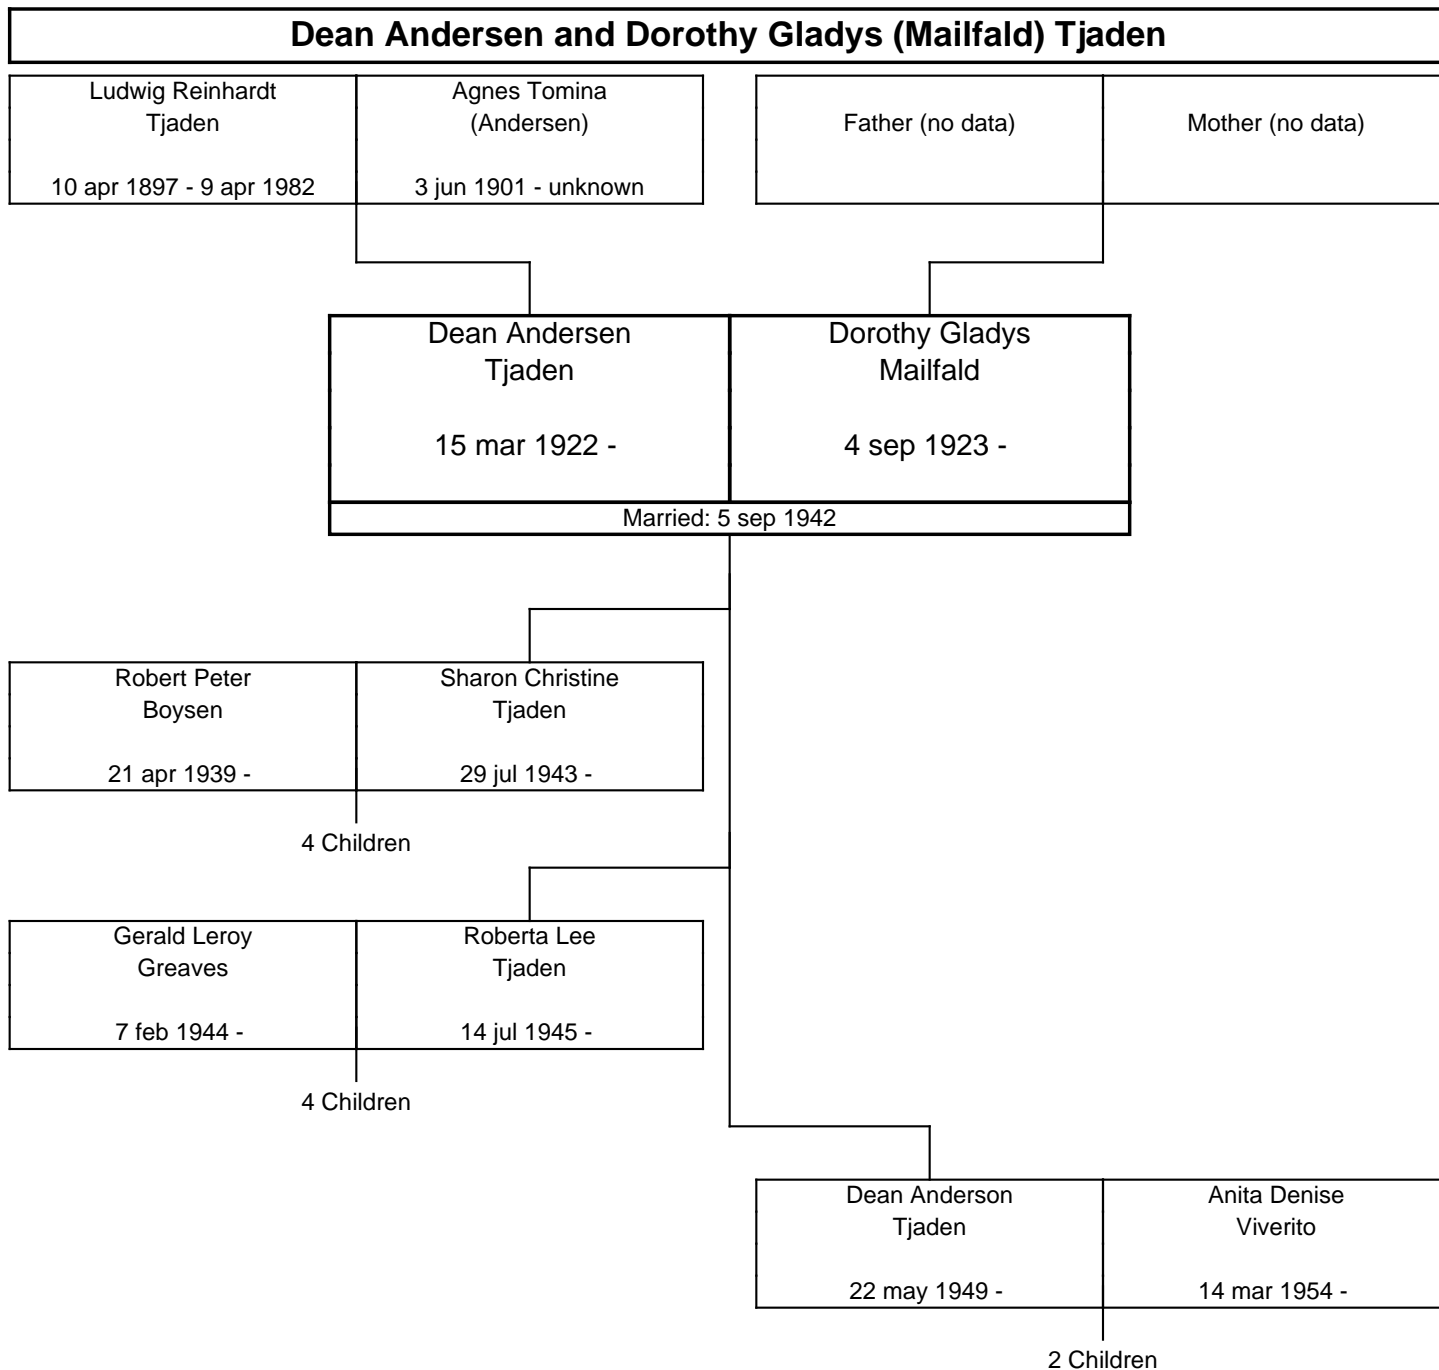 Dean Andersen and Dorothy Gladys (Mailfald) Tjaden
Ludwig Reinhardt
Tjaden
10 apr 1897 - 9 apr 1982
Agnes Tomina
(Andersen)
3 jun 1901 - unknown
Father (no data)
Mother (no data)
Dean Andersen
Tjaden
15 mar 1922 -
Dorothy Gladys
Mailfald
4 sep 1923 -
Married: 5 sep 1942
Robert Peter
Boysen
21 apr 1939 -
Sharon Christine
Tjaden
29 jul 1943 -
4 Children
Gerald Leroy
Greaves
7 feb 1944 -
Roberta Lee
Tjaden
14 jul 1945 -
4 Children
Dean Anderson
Tjaden
22 may 1949 -
Anita Denise
Viverito
14 mar 1954 -
2 Children